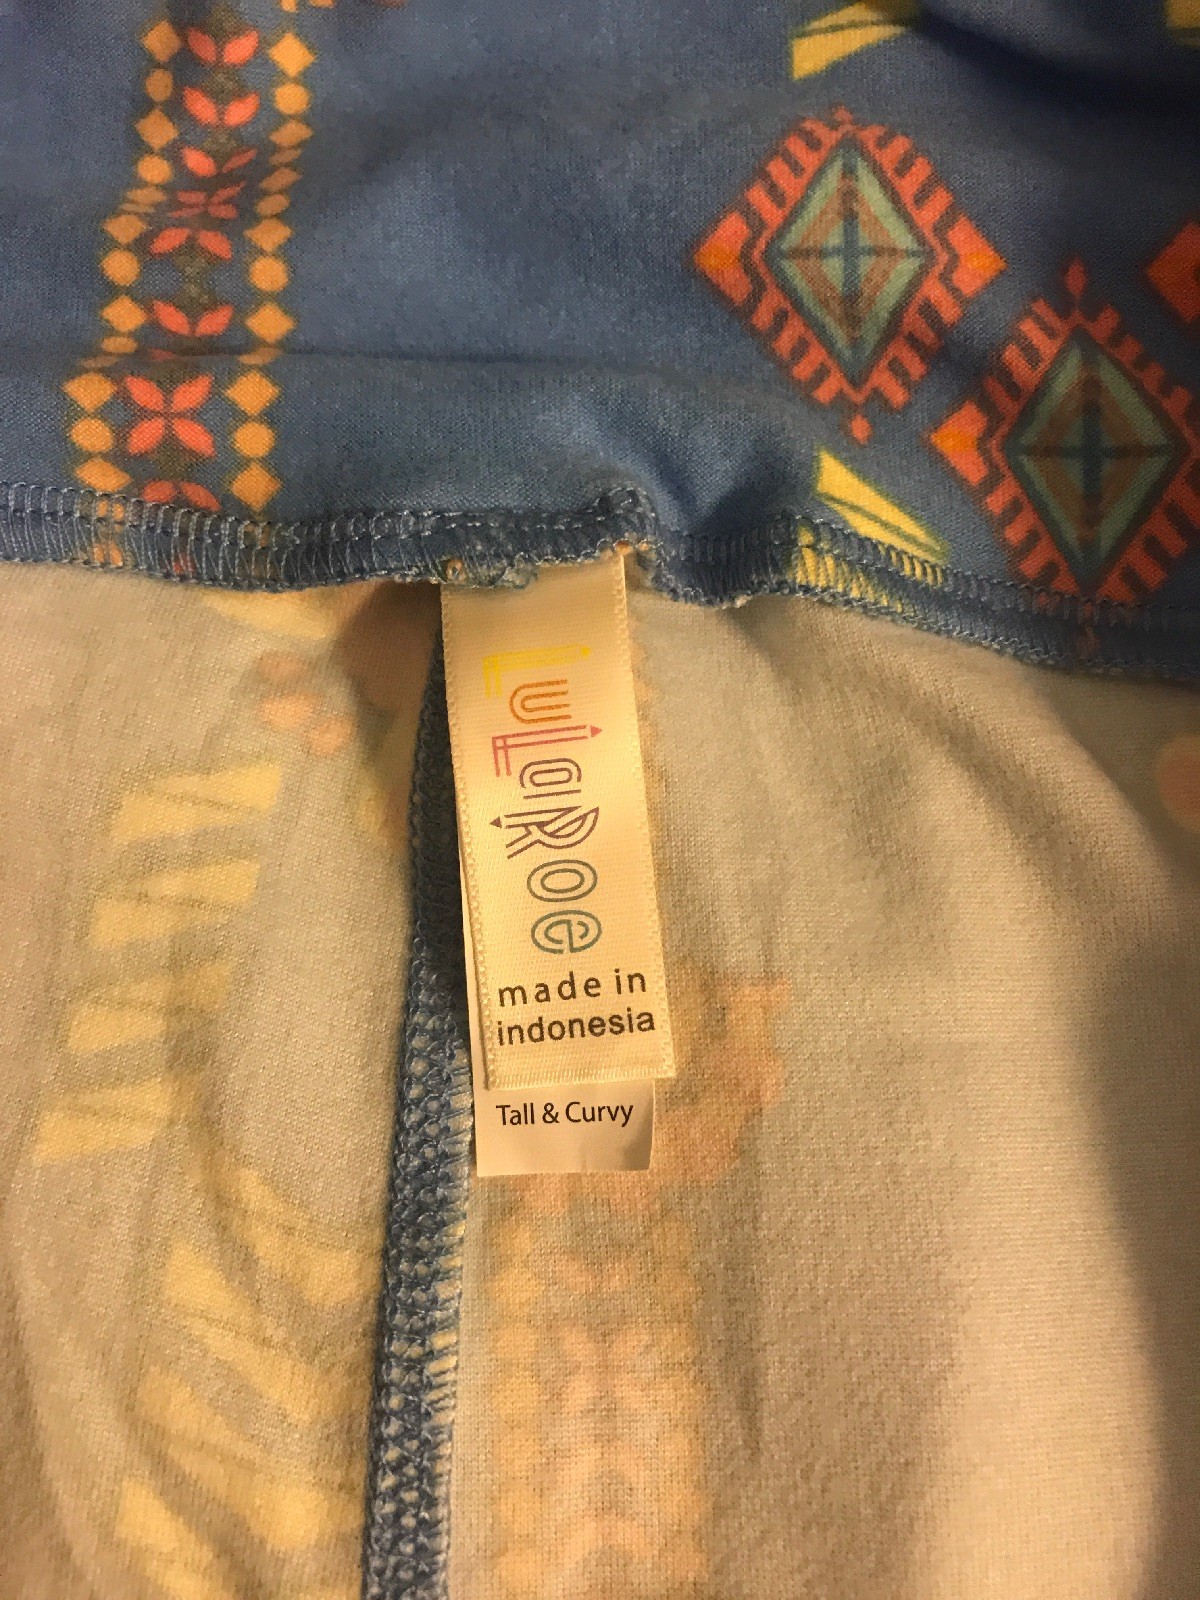 LuLaRoe
made in
indonesia
Tall & Curvy